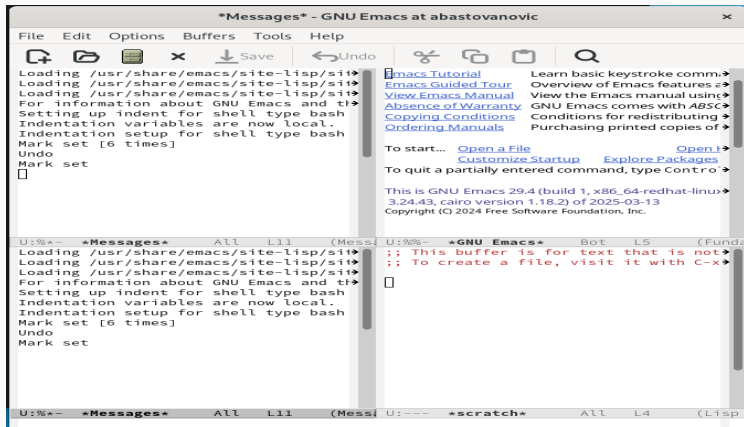 *Messages* - GNU Emacs at abastovanovic
File Edit Options Buffers Tools Help
Save Undo
Loading /usr/share/emacs/site-lisp/sit
Loading /usr/share/emacs/site-lisp/sit
Loading /usr/share/emacs/site-lisp/sit
For information about GNU Emacs and th
Setting up indent for shell type bash
Indentation variables are now local.
Indentation setup for shell type bash
Mark set [6 times]
Undo
Mark set
U:%*- *Messages* All L11 (Mess
Emacs Tutorial Learn basic keystroke comm
Emacs Guided Tour Overview of Emacs features
View Emacs Manual View the Emacs manual using
Absence of Warranty GNU Emacs comes with ABSC
Copying Conditions Conditions for redistributing
Ordering Manuals Purchasing printed copies of
To start... Open a File Open H
Customize Startup Explore Packages
To quit a partially entered command, type Contro
This is GNU Emacs 29.4 (build 1, x86_64-redhat-linu
3.24.43, cairo version 1.18.2) of 2025-03-13
Copyright (C) 2024 Free Software Foundation, Inc.
U:%%- *GNU Emacs* Bot L5 (Funda
Loading /usr/share/emacs/site-lisp/sit
Loading /usr/share/emacs/site-lisp/sit
Loading /usr/share/emacs/site-lisp/sit
For information about GNU Emacs and th
Setting up indent for shell type bash
Indentation variables are now local.
Indentation setup for shell type bash
Mark set [6 times]
Undo
Mark set
U:%*- *Messages* All L11 (Mess
;; This buffer is for text that is not
;; To create a file, visit it with C-x
U:--- *scratch* All L4 (Lisp